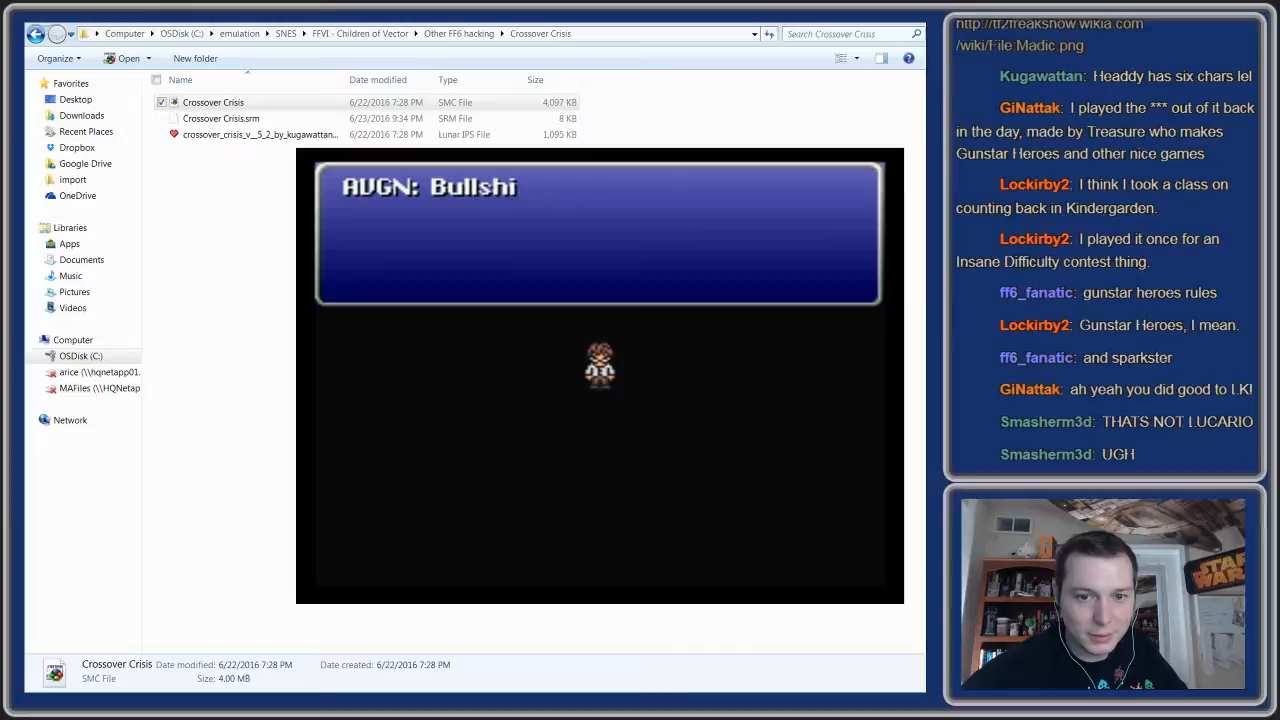 Computer OSDisk (C:) emulation SNES FFVI - Children of Vector Other FF6 hacking Crossover Crisis
Search Crossover Crisis
Organize Open New folder
Name Date modified Type Size
Crossover Crisis 6/22/2016 7:28 PM SMC File 4,097 KB
Crossover Crisis.srm 6/23/2016 9:34 PM SRM File 8 KB
crossover_crisis_v__5_2_by_kugawattan... 6/22/2016 7:28 PM Lunar IPS File 1,095 KB
Favorites
Desktop
Downloads
Recent Places
Dropbox
Google Drive
import
OneDrive
Libraries
Apps
Documents
Music
Pictures
Videos
Computer
OSDisk (C:)
arice (\\hqnetapp01.
MAFiles (\\HQNetap
Network
AVGN: Bullshi
Crossover Crisis Date modified: 6/22/2016 7:28 PM Date created: 6/22/2016 7:28 PM
SMC File Size: 4.00 MB
http://tf2freakshow.wikia.com
/wiki/File:Madic.png
Kugawattan: Headdy has six chars lel
GiNattak: I played the *** out of it back
in the day, made by Treasure who makes
Gunstar Heroes and other nice games
Lockirby2: I think I took a class on
counting back in Kindergarden.
Lockirby2: I played it once for an
Insane Difficulty contest thing.
ff6_fanatic: gunstar heroes rules
Lockirby2: Gunstar Heroes, I mean.
ff6_fanatic: and sparkster
GiNattak: ah yeah you did good to LK!
Smasherm3d: THATS NOT LUCARIO
Smasherm3d: UGH
STAR
WARS